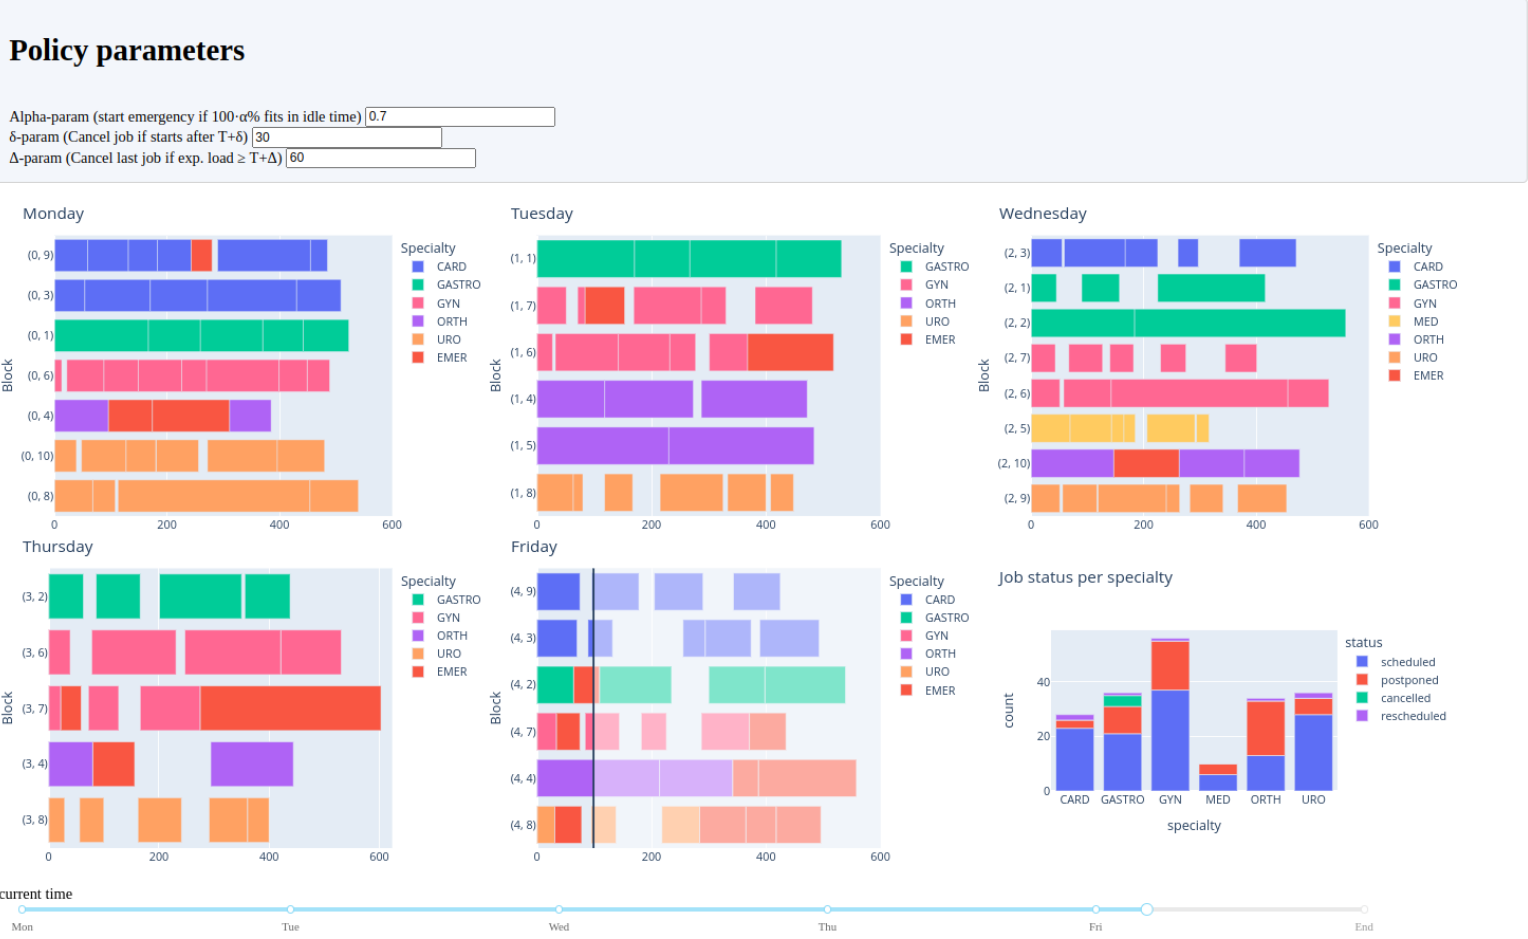 Policy parameters
Alpha-param (start emergency if 100·α% fits in idle time) 0.7
δ-param (Cancel job if starts after T+δ) 30
Δ-param (Cancel last job if exp. load ≥ T+Δ) 60
Monday
Block
(0, 9)
(0, 3)
(0, 1)
(0, 6)
(0, 4)
(0, 10)
(0, 8)
0 200 400 600
Specialty
CARD
GASTRO
GYN
ORTH
URO
EMER
Tuesday
Block
(1, 1)
(1, 7)
(1, 6)
(1, 4)
(1, 5)
(1, 8)
0 200 400 600
Specialty
GASTRO
GYN
ORTH
URO
EMER
Wednesday
Block
(2, 3)
(2, 1)
(2, 2)
(2, 7)
(2, 6)
(2, 5)
(2, 10)
(2, 9)
0 200 400 600
Specialty
CARD
GASTRO
GYN
MED
ORTH
URO
EMER
Thursday
Block
(3, 2)
(3, 6)
(3, 7)
(3, 4)
(3, 8)
0 200 400 600
Specialty
GASTRO
GYN
ORTH
URO
EMER
Friday
Block
(4, 9)
(4, 3)
(4, 2)
(4, 7)
(4, 4)
(4, 8)
0 200 400 600
Specialty
CARD
GASTRO
GYN
ORTH
URO
EMER
Job status per specialty
count
40
20
0
CARD GASTRO GYN MED ORTH URO
specialty
status
scheduled
postponed
cancelled
rescheduled
current time
Mon Tue Wed Thu Fri End